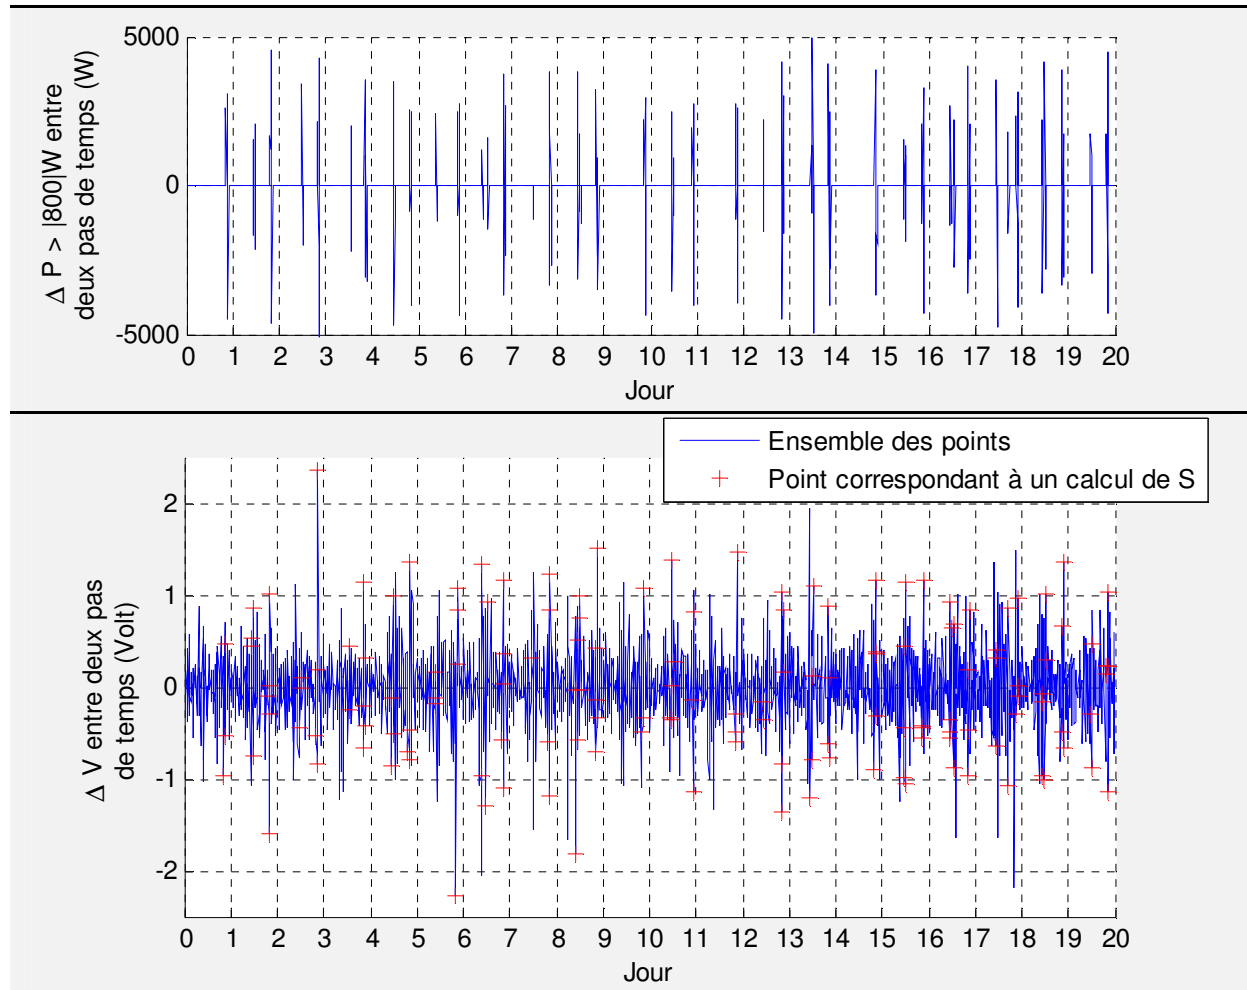 5000
0
-5000
Δ P > |800|W entre
deux pas de temps (W)
0 1 2 3 4 5 6 7 8 9 10 11 12 13 14 15 16 17 18 19 20
Jour
Ensemble des points
Point correspondant à un calcul de S
2
1
0
-1
-2
Δ V entre deux pas
de temps (Volt)
0 1 2 3 4 5 6 7 8 9 10 11 12 13 14 15 16 17 18 19 20
Jour